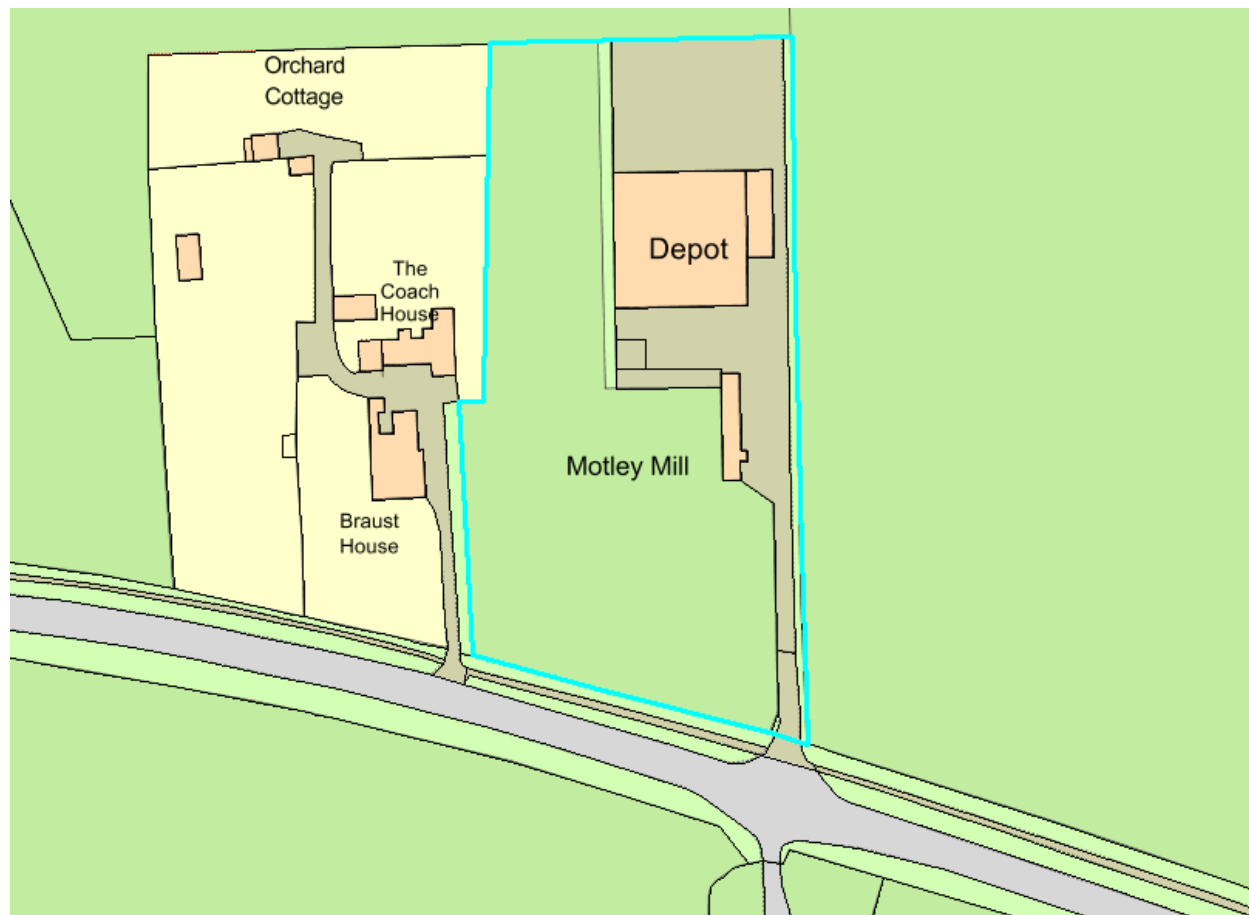 Orchard
Cottage
The
Coach
House
Depot
Motley Mill
Braust
House